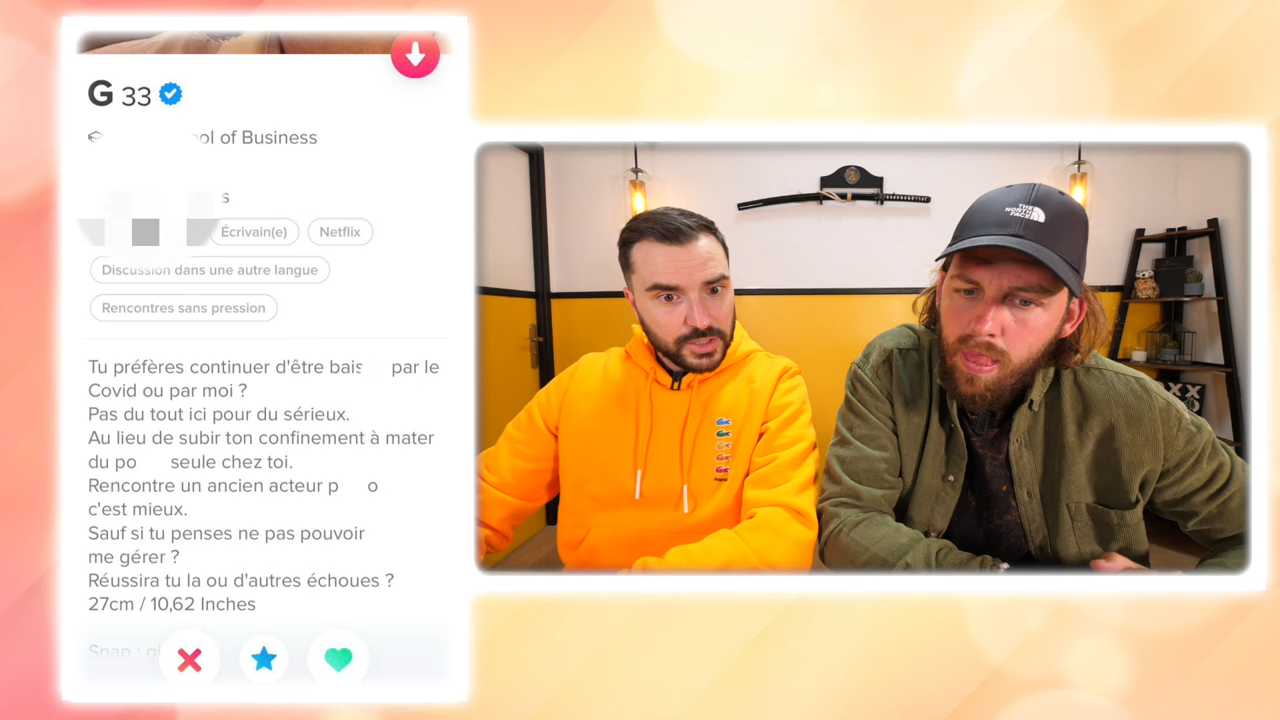 G 33
ol of Business
s
Écrivain(e)
Netflix
Discussion dans une autre langue
Rencontres sans pression
Tu préfères continuer d'être bais par le
Covid ou par moi ?
Pas du tout ici pour du sérieux.
Au lieu de subir ton confinement à mater
du po seule chez toi.
Rencontre un ancien acteur p o
c'est mieux.
Sauf si tu penses ne pas pouvoir
me gérer ?
Réussira tu la ou d'autres échoues ?
27cm / 10,62 Inches
Snap : gi
THE
NORTH
FACE